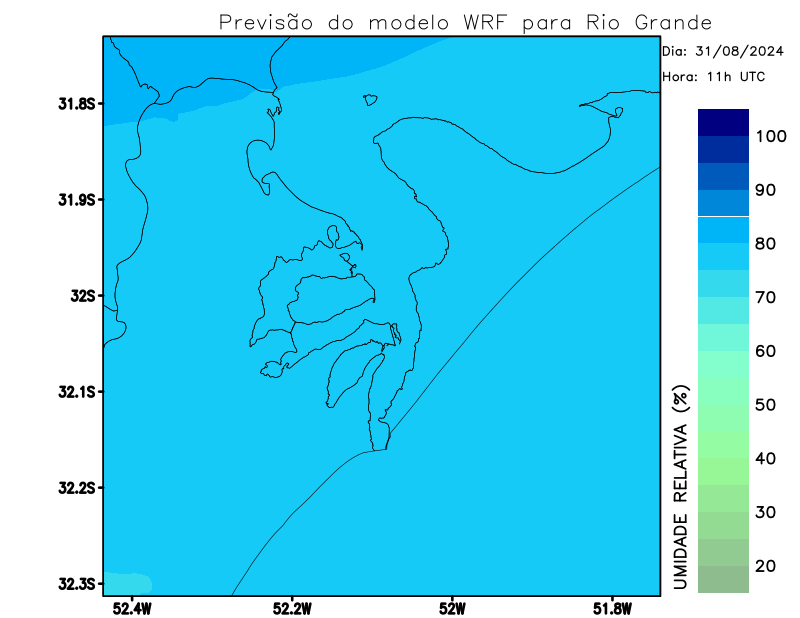 Previsão do modelo WRF para Rio Grande
Dia: 31/08/2024
Hora: 11h UTC
31.8S
31.9S
32S
32.1S
32.2S
32.3S
52.4W
52.2W
52W
51.8W
UMIDADE RELATIVA (%)
100
90
80
70
60
50
40
30
20